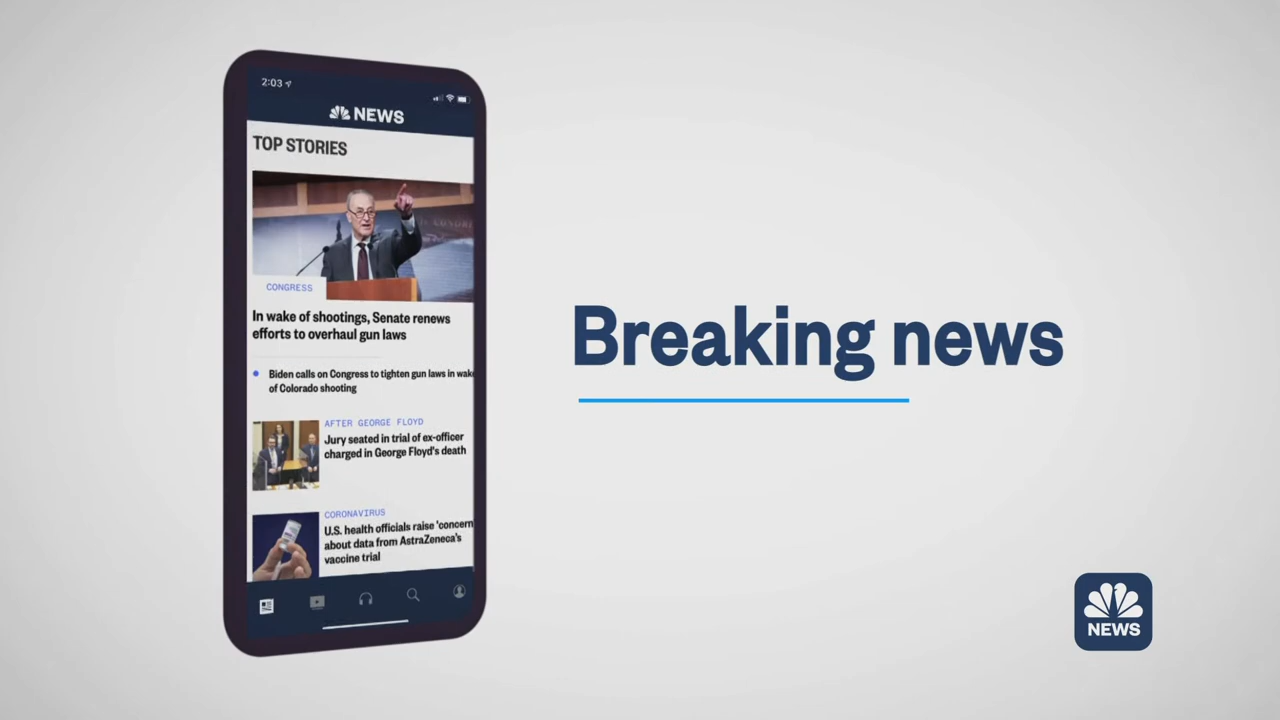 2:03
NEWS
TOP STORIES
CONGRESS
In wake of shootings, Senate renews
efforts to overhaul gun laws
Biden calls on Congress to tighten gun laws in wake
of Colorado shooting
AFTER GEORGE FLOYD
Jury seated in trial of ex-officer
charged in George Floyd's death
CORONAVIRUS
U.S. health officials raise 'concern
about data from AstraZeneca's
vaccine trial
Breaking news
NEWS